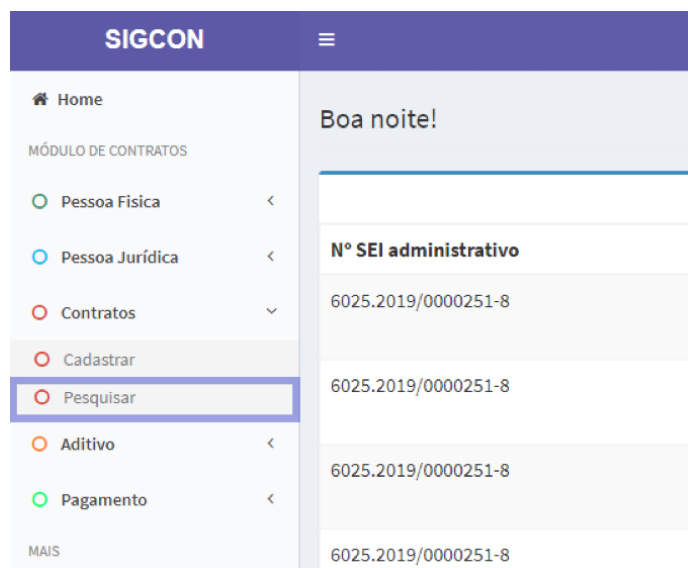 SIGCON
Home
Boa noite!
MÓDULO DE CONTRATOS
Pessoa Fisica
Pessoa Jurídica
Contratos
Cadastrar
Pesquisar
Aditivo
Pagamento
MAIS
Nº SEI administrativo
6025.2019/0000251-8
6025.2019/0000251-8
6025.2019/0000251-8
6025.2019/0000251-8